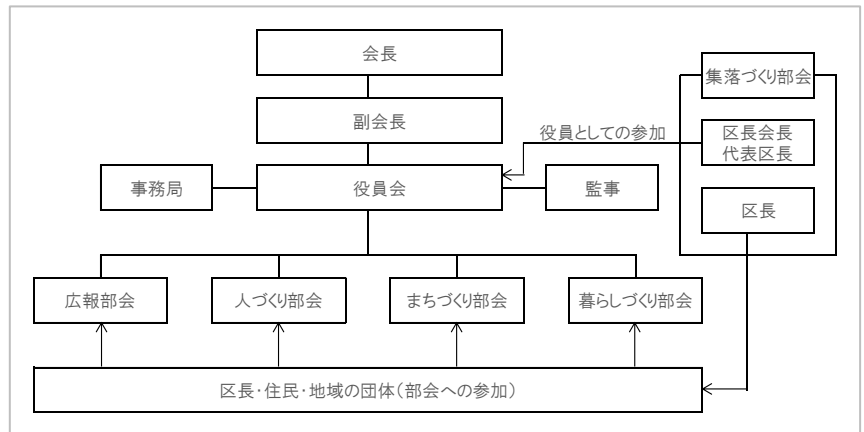 会長
集落づくり部会
副会長
役員としての参加
区長会長
代表区長
事務局
役員会
監事
区長
広報部会
人づくり部会
まちづくり部会
暮らしづくり部会
区長・住民・地域の団体(部会への参加)